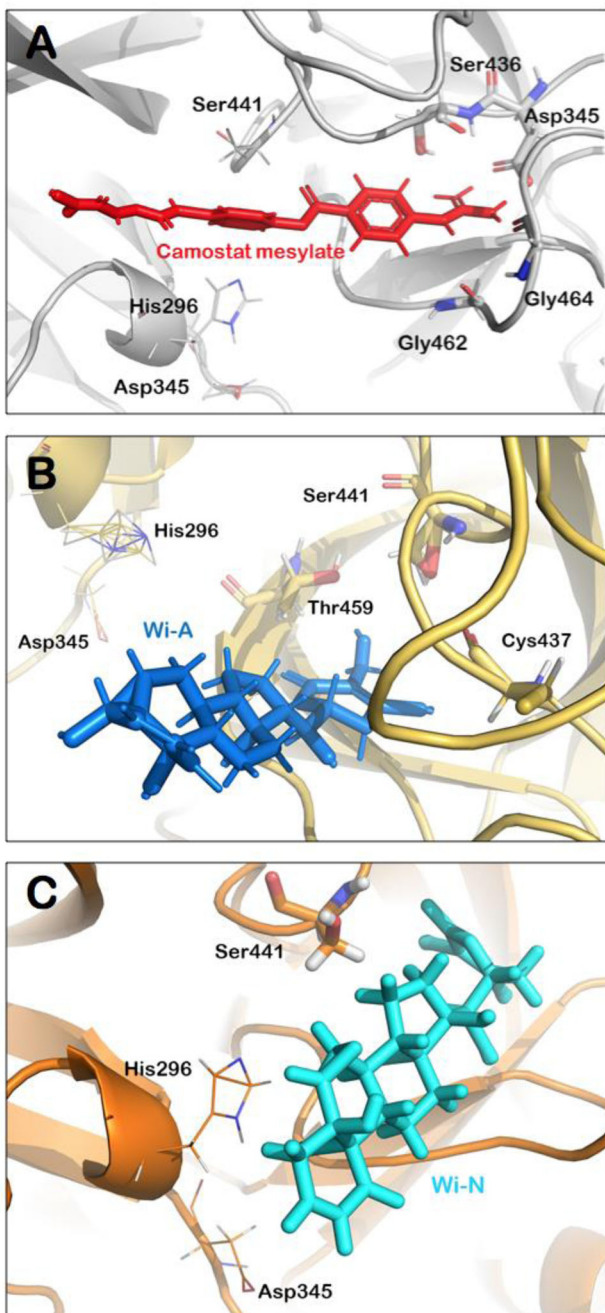 A
Ser436
Ser441
Asp345
Camostat mesylate
His296
Gly464
Gly462
Asp345
B
Ser441
His296
Thr459
Asp345
Wi-A
Cys437
C
Ser441
His296
Wi-N
Asp345